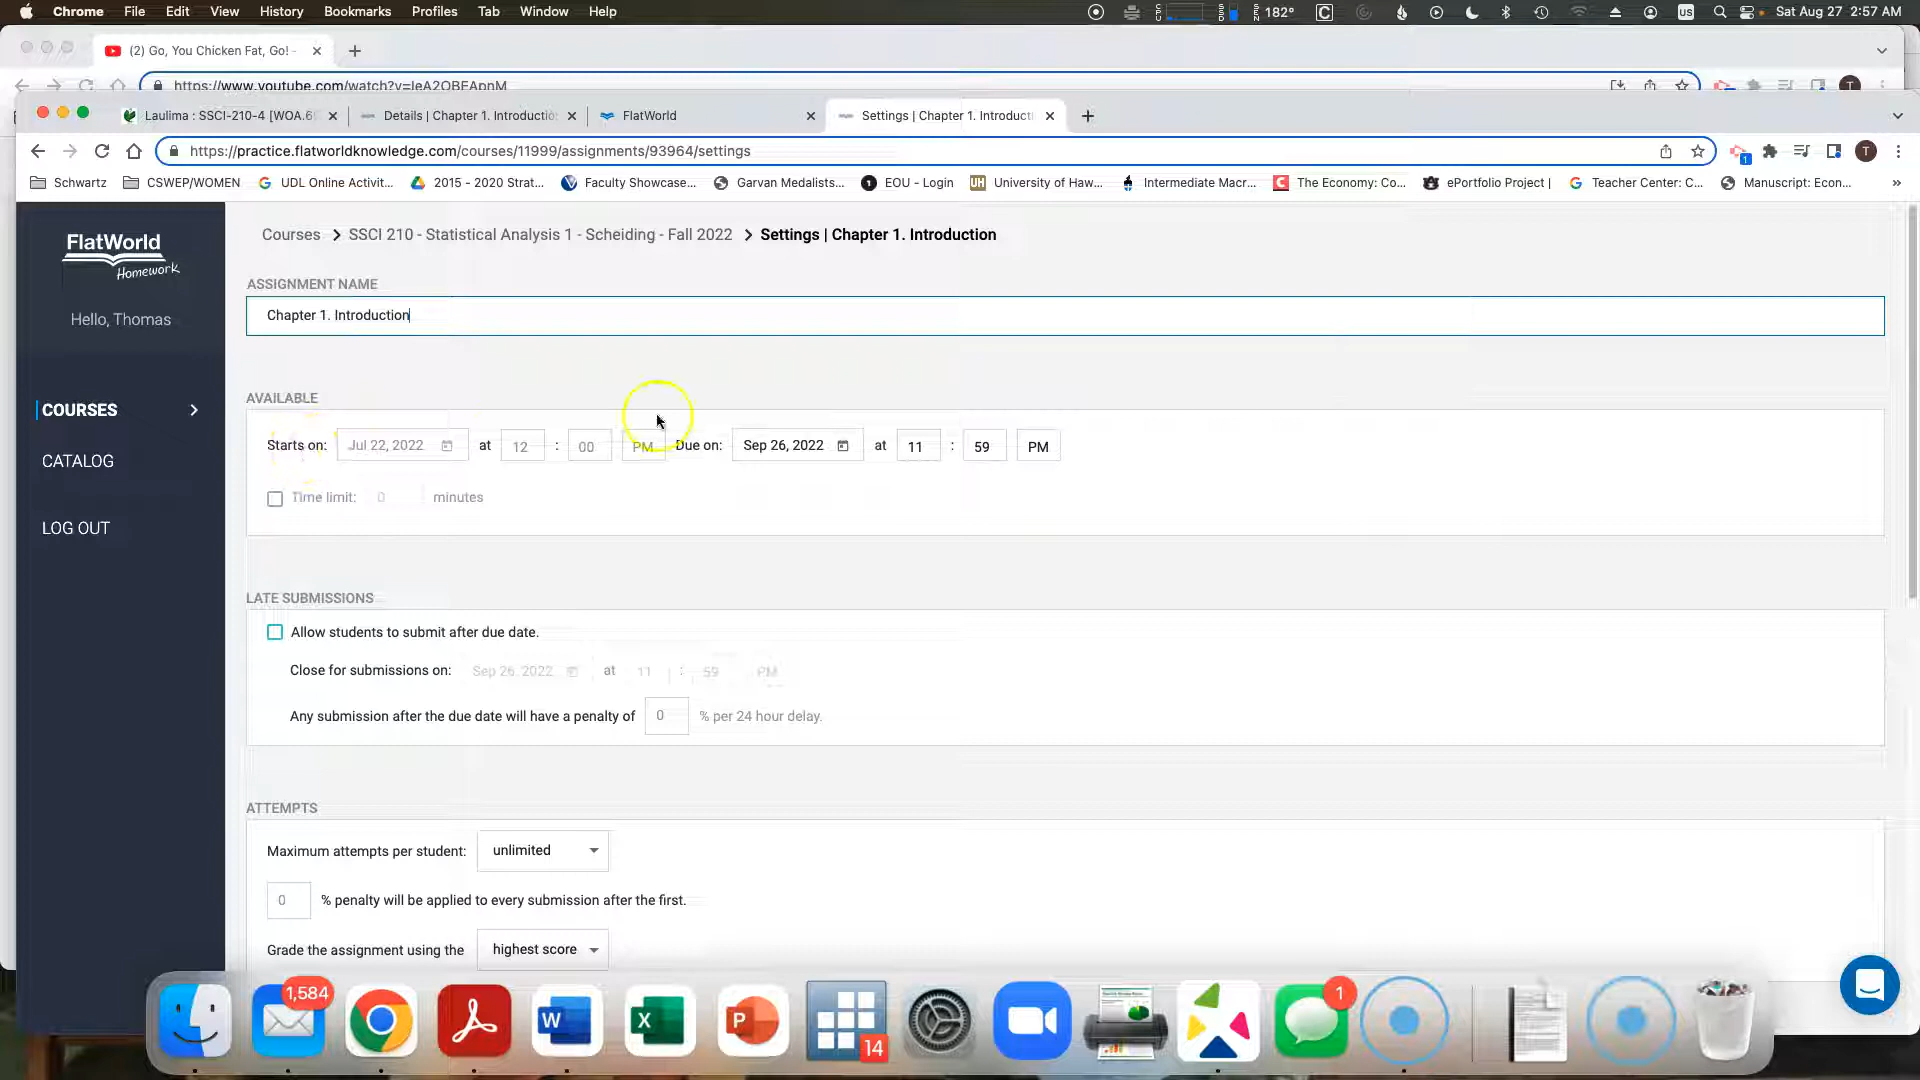 Chrome File Edit View History Bookmarks Profiles Tab Window Help
182° US Sat Aug 27 2:57 AM
(2) Go, You Chicken Fat, Go! -
https://www.youtube.com/watch?v=IeA2OBEApnM
Laulima : SSCI-210-4 [WOA.69
Details | Chapter 1. Introductio
FlatWorld
Settings | Chapter 1. Introducti
https://practice.flatworldknowledge.com/courses/11999/assignments/93964/settings
1
T
Schwartz CSWEP/WOMEN UDL Online Activit... 2015 - 2020 Strat... Faculty Showcase... Garvan Medalists... EOU - Login University of Haw... Intermediate Macr... The Economy: Co... ePortfolio Project | Teacher Center: C... Manuscript: Econ... »
FlatWorld
Homework
Hello, Thomas
COURSES
CATALOG
LOG OUT
Courses > SSCI 210 - Statistical Analysis 1 - Scheiding - Fall 2022 > Settings | Chapter 1. Introduction
ASSIGNMENT NAME
Chapter 1. Introduction
AVAILABLE
Starts on: Jul 22, 2022 at 12 : 00 PM Due on: Sep 26, 2022 at 11 : 59 PM
Time limit: 0 minutes
LATE SUBMISSIONS
Allow students to submit after due date.
Close for submissions on: Sep 26, 2022 at 11 : 59 PM
Any submission after the due date will have a penalty of 0 % per 24 hour delay.
ATTEMPTS
Maximum attempts per student: unlimited
0 % penalty will be applied to every submission after the first.
Grade the assignment using the highest score
1,584
W
X
P
14
1